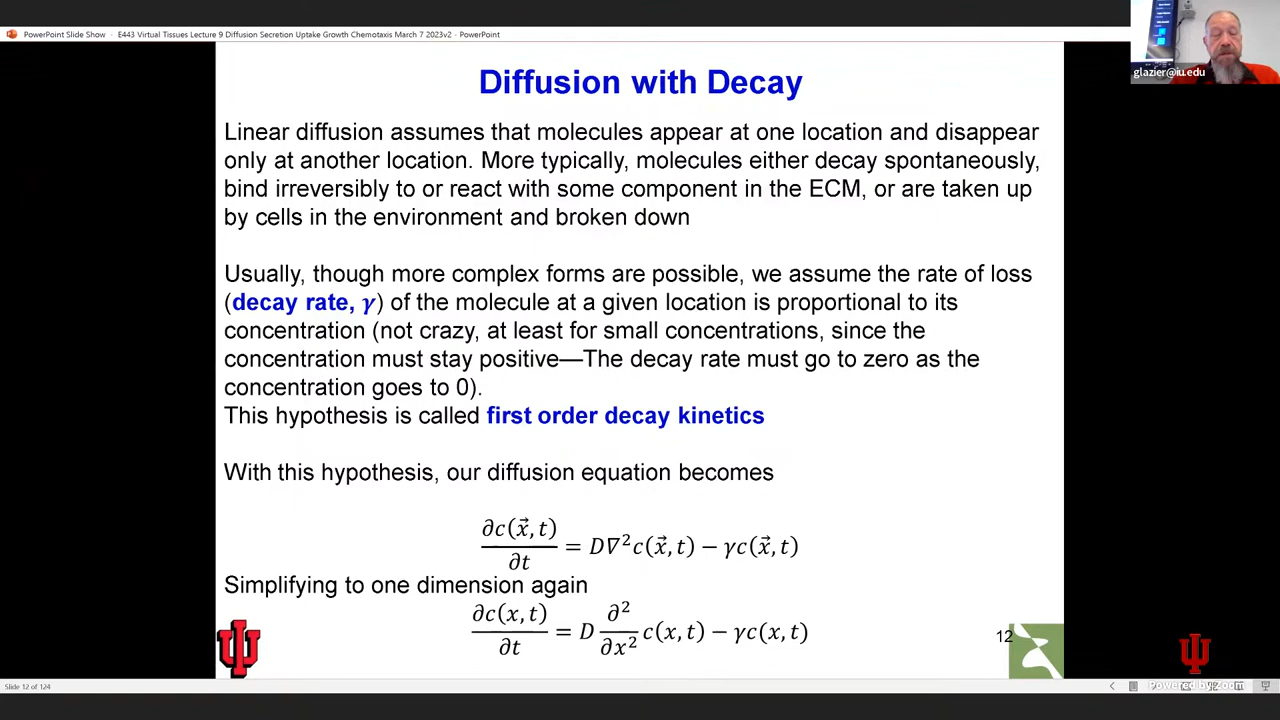 PowerPoint Slide Show - E443 Virtual Tissues Lecture 9 Diffusion Secretion Uptake Growth Chemotaxis March 7 2023v2 - PowerPoint
glazier@iu.edu
Diffusion with Decay
Linear diffusion assumes that molecules appear at one location and disappear
only at another location. More typically, molecules either decay spontaneously,
bind irreversibly to or react with some component in the ECM, or are taken up
by cells in the environment and broken down
Usually, though more complex forms are possible, we assume the rate of loss
(decay rate, γ) of the molecule at a given location is proportional to its
concentration (not crazy, at least for small concentrations, since the
concentration must stay positive—The decay rate must go to zero as the
concentration goes to 0).
This hypothesis is called first order decay kinetics
With this hypothesis, our diffusion equation becomes
∂c(x⃗, t)/∂t = D∇²c(x⃗, t) − γc(x⃗, t)
Simplifying to one dimension again
∂c(x, t)/∂t = D ∂²/∂x² c(x, t) − γc(x, t)
12
Slide 12 of 124
Powered by Zoom